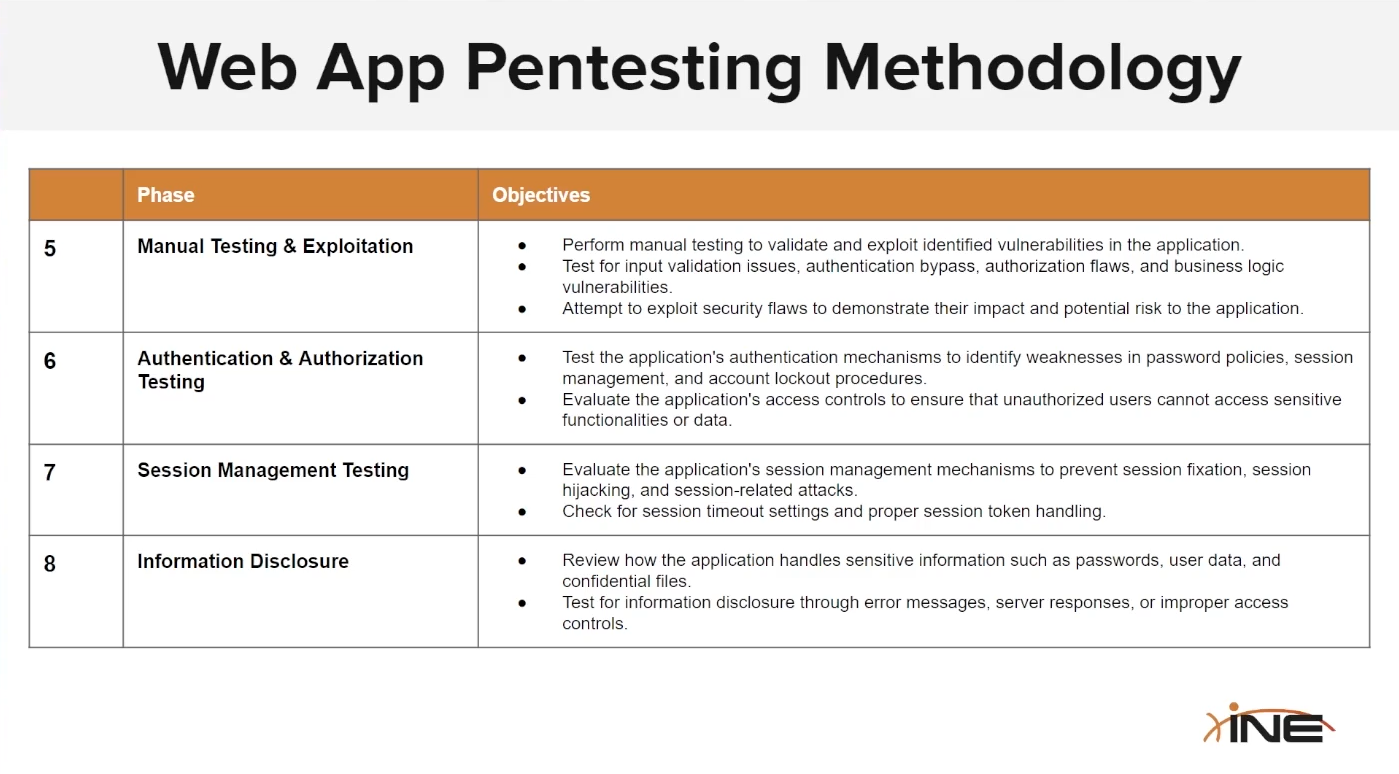 Web App Pentesting Methodology
Phase
Objectives
5
Manual Testing & Exploitation
● Perform manual testing to validate and exploit identified vulnerabilities in the application.
● Test for input validation issues, authentication bypass, authorization flaws, and business logic
vulnerabilities.
● Attempt to exploit security flaws to demonstrate their impact and potential risk to the application.
6
Authentication & Authorization
Testing
● Test the application's authentication mechanisms to identify weaknesses in password policies, session
management, and account lockout procedures.
● Evaluate the application's access controls to ensure that unauthorized users cannot access sensitive
functionalities or data.
7
Session Management Testing
● Evaluate the application's session management mechanisms to prevent session fixation, session
hijacking, and session-related attacks.
● Check for session timeout settings and proper session token handling.
8
Information Disclosure
● Review how the application handles sensitive information such as passwords, user data, and
confidential files.
● Test for information disclosure through error messages, server responses, or improper access
controls.
INE